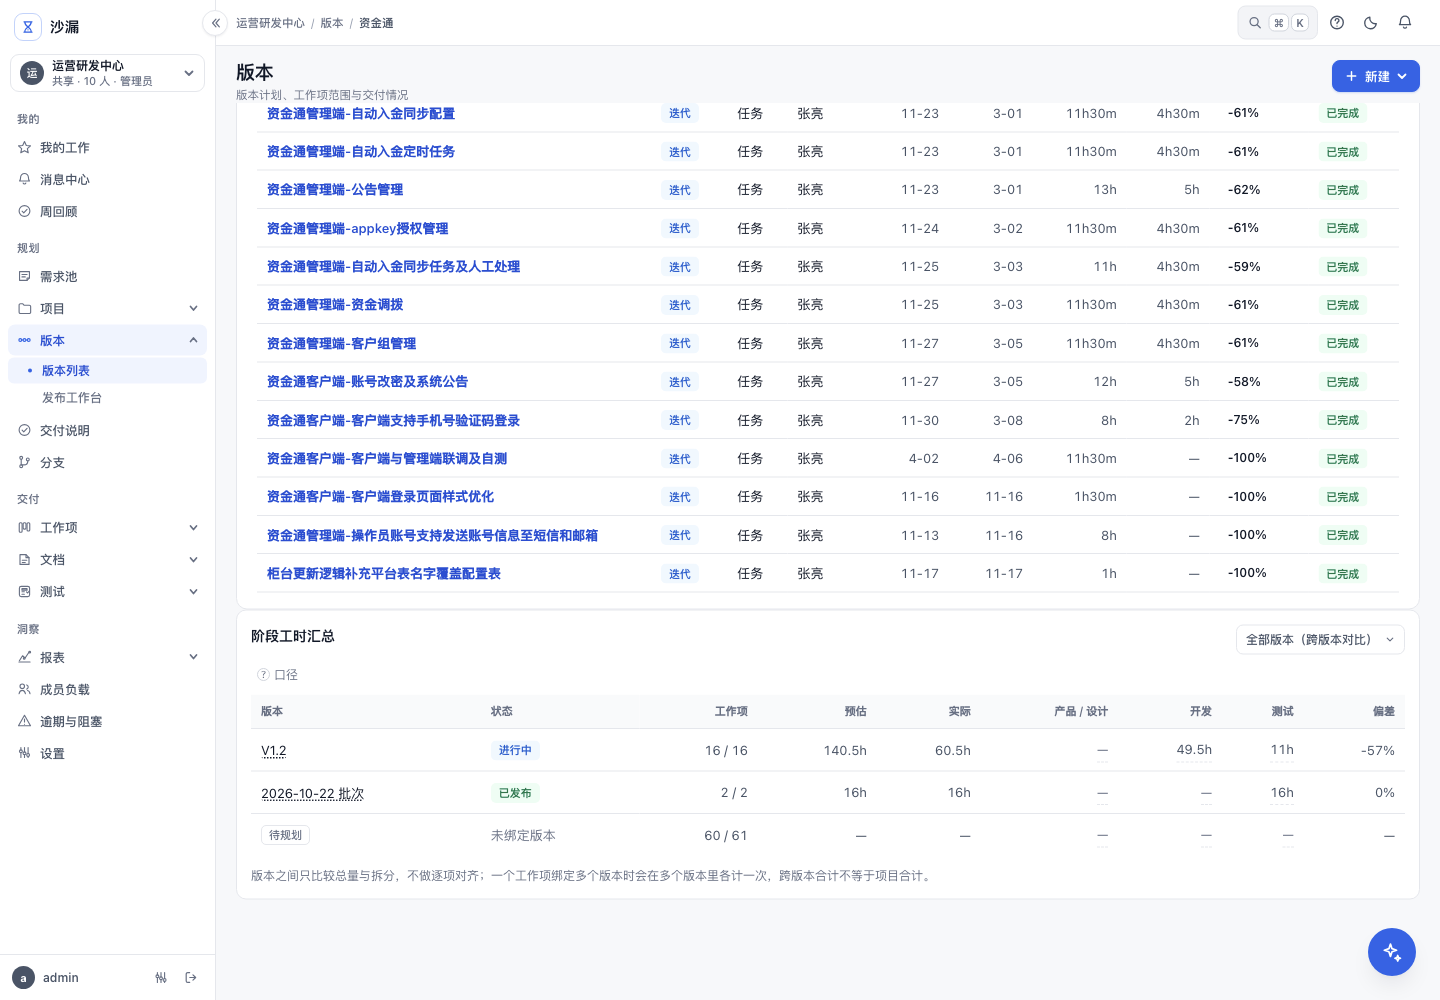 沙漏
运营研发中心 / 版本 / 资金通
⌘ K
运 运营研发中心
共享 · 10 人 · 管理员
我的
我的工作
消息中心
周回顾
规划
需求池
项目
版本
版本列表
发布工作台
交付说明
分支
交付
工作项
文档
测试
洞察
报表
成员负载
逾期与阻塞
设置
a admin
版本
版本计划、工作项范围与交付情况
新建
资金通管理端-自动入金同步配置 迭代 任务 张亮 11-23 3-01 11h30m 4h30m -61% 已完成
资金通管理端-自动入金定时任务 迭代 任务 张亮 11-23 3-01 11h30m 4h30m -61% 已完成
资金通管理端-公告管理 迭代 任务 张亮 11-23 3-01 13h 5h -62% 已完成
资金通管理端-appkey授权管理 迭代 任务 张亮 11-24 3-02 11h30m 4h30m -61% 已完成
资金通管理端-自动入金同步任务及人工处理 迭代 任务 张亮 11-25 3-03 11h 4h30m -59% 已完成
资金通管理端-资金调拨 迭代 任务 张亮 11-25 3-03 11h30m 4h30m -61% 已完成
资金通管理端-客户组管理 迭代 任务 张亮 11-27 3-05 11h30m 4h30m -61% 已完成
资金通客户端-账号改密及系统公告 迭代 任务 张亮 11-27 3-05 12h 5h -58% 已完成
资金通客户端-客户端支持手机号验证码登录 迭代 任务 张亮 11-30 3-08 8h 2h -75% 已完成
资金通客户端-客户端与管理端联调及自测 迭代 任务 张亮 4-02 4-06 11h30m — -100% 已完成
资金通客户端-客户端登录页面样式优化 迭代 任务 张亮 11-16 11-16 1h30m — -100% 已完成
资金通管理端-操作员账号支持发送账号信息至短信和邮箱 迭代 任务 张亮 11-13 11-16 8h — -100% 已完成
柜台更新逻辑补充平台表名字覆盖配置表 迭代 任务 张亮 11-17 11-17 1h — -100% 已完成
阶段工时汇总
全部版本（跨版本对比）
? 口径
版本 状态 工作项 预估 实际 产品 / 设计 开发 测试 偏差
V1.2 进行中 16 / 16 140.5h 60.5h — 49.5h 11h -57%
2026-10-22 批次 已发布 2 / 2 16h 16h — — 16h 0%
待规划 未绑定版本 60 / 61 — — — — — —
版本之间只比较总量与拆分，不做逐项对齐；一个工作项绑定多个版本时会在多个版本里各计一次，跨版本合计不等于项目合计。